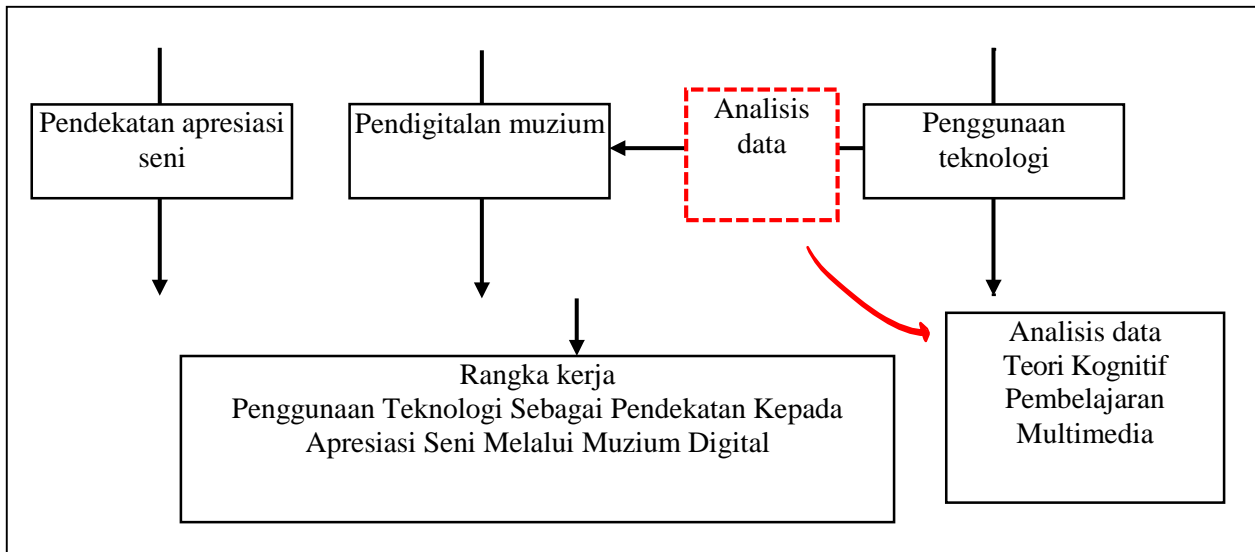 Pendekatan apresiasi
seni
Pendigitalan muzium
Analisis
data
Penggunaan
teknologi
Rangka kerja
Penggunaan Teknologi Sebagai Pendekatan Kepada
Apresiasi Seni Melalui Muzium Digital
Analisis data
Teori Kognitif
Pembelajaran
Multimedia